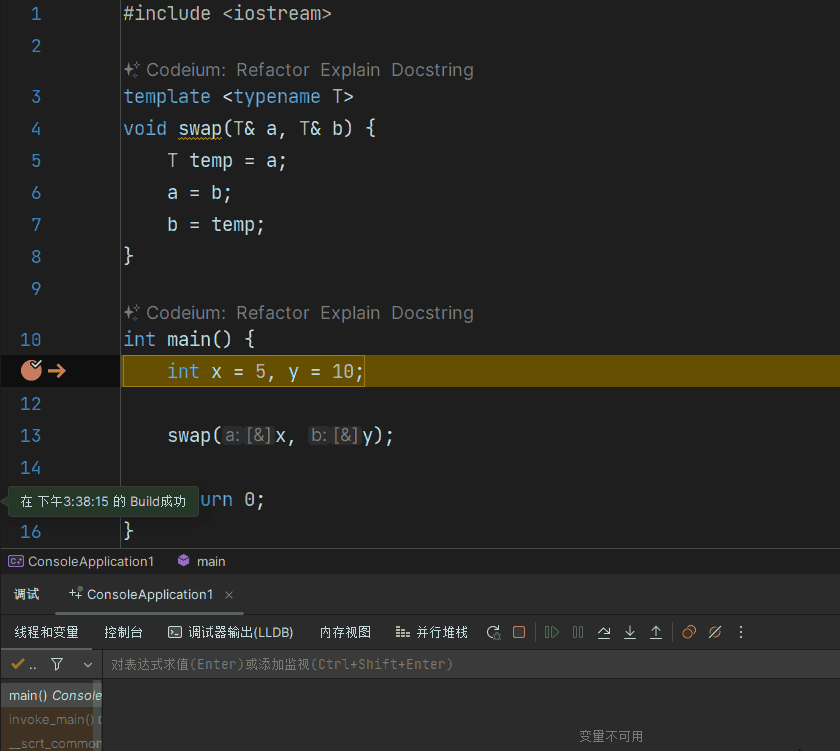 1 #include <iostream>
2
Codeium: Refactor Explain Docstring
3 template <typename T>
4 void swap(T& a, T& b) {
5     T temp = a;
6     a = b;
7     b = temp;
8 }
9
Codeium: Refactor Explain Docstring
10 int main() {
    int x = 5, y = 10;
12
13     swap(a:[&]x, b:[&]y);
14
在 下午3:38:15 的 Build成功 urn 0;
16 }
ConsoleApplication1 main
调试 ConsoleApplication1 ×
线程和变量 控制台 调试器输出(LLDB) 内存视图 并行堆栈
.. 对表达式求值(Enter)或添加监视(Ctrl+Shift+Enter)
main() Console
invoke_main()
变量不可用
__scrt_common